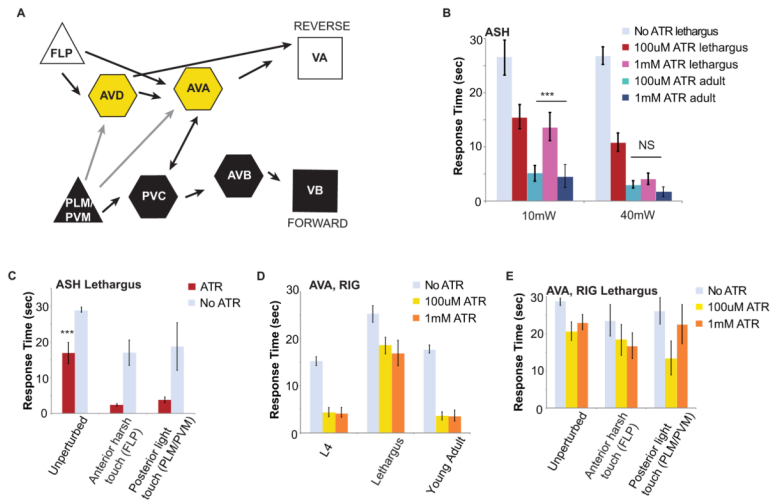 A
REVERSE
FLP
VA
AVD
AVA
PVC
AVB
PLM/
PVM
VB
FORWARD
B
ASH
No ATR lethargus
100uM ATR lethargus
1mM ATR lethargus
100uM ATR adult
1mM ATR adult
Response Time (sec)
30
20
10
0
***
NS
10mW
40mW
C
ASH Lethargus
ATR
No ATR
Response Time (sec)
40
30
20
10
0
***
Unperturbed
Anterior harsh
touch (FLP)
Posterior light
touch (PLM/PVM)
D
AVA, RIG
No ATR
100uM ATR
1mM ATR
Response Time (sec)
30
20
10
0
L4
Lethargus
Young Adult
E
AVA, RIG Lethargus
No ATR
100uM ATR
1mM ATR
Response Time (sec)
30
20
10
0
Unperturbed
Anterior harsh
touch (FLP)
Posterior light
touch (PLM/PVM)